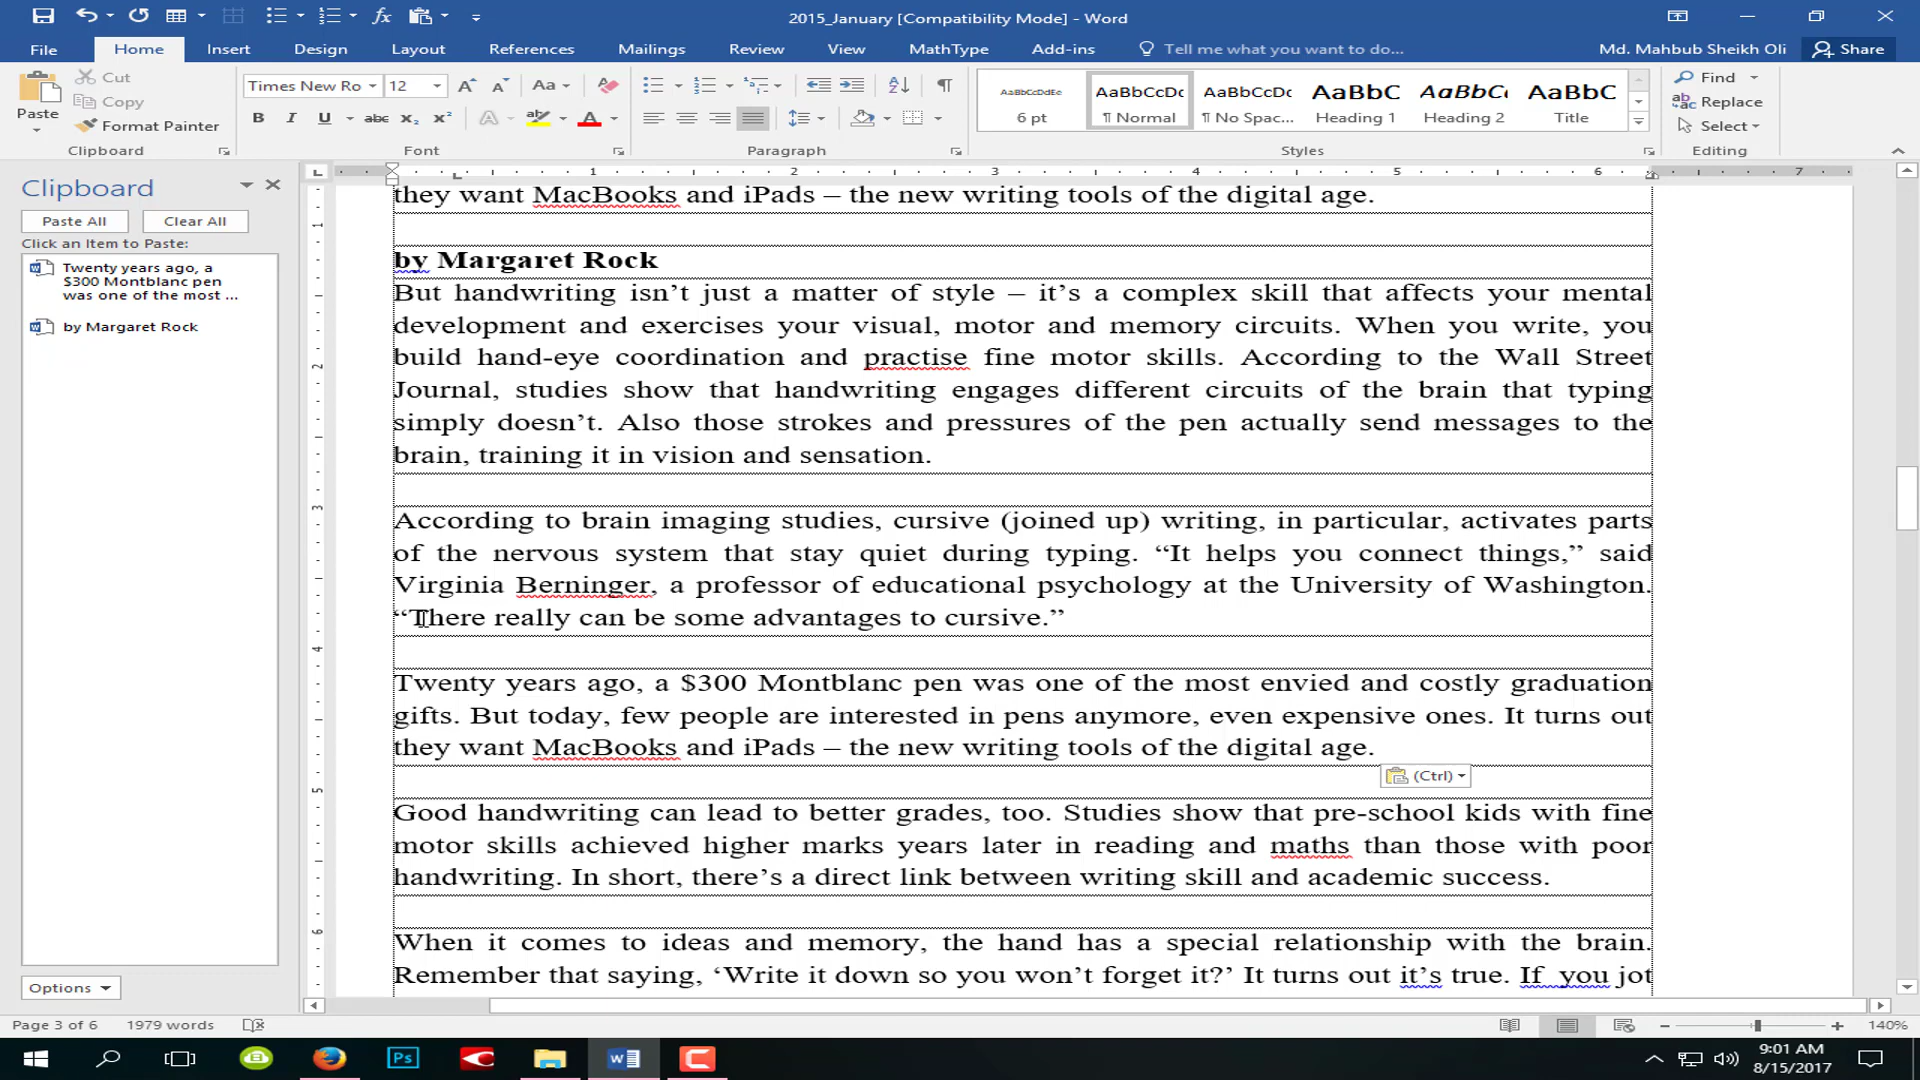 2015_January [Compatibility Mode] - Word
File Home Insert Design Layout References Mailings Review View MathType Add-ins Tell me what you want to do... Md. Mahbub Sheikh Oli Share
Paste
Cut
Copy
Format Painter
Clipboard
Times New Ro 12
Font
Paragraph
AaBbCcDdEe
6 pt
AaBbCcDc
¶ Normal
AaBbCcDc
¶ No Spac...
AaBbC
Heading 1
AaBbC
Heading 2
AaBbC
Title
Styles
Find
Replace
Select
Editing
Clipboard
Paste All Clear All
Click an Item to Paste:
Twenty years ago, a
$300 Montblanc pen
was one of the most ...
by Margaret Rock
Options
they want MacBooks and iPads – the new writing tools of the digital age.
by Margaret Rock
But handwriting isn’t just a matter of style – it’s a complex skill that affects your mental
development and exercises your visual, motor and memory circuits. When you write, you
build hand-eye coordination and practise fine motor skills. According to the Wall Street
Journal, studies show that handwriting engages different circuits of the brain that typing
simply doesn’t. Also those strokes and pressures of the pen actually send messages to the
brain, training it in vision and sensation.
According to brain imaging studies, cursive (joined up) writing, in particular, activates parts
of the nervous system that stay quiet during typing. “It helps you connect things,” said
Virginia Berninger, a professor of educational psychology at the University of Washington.
“There really can be some advantages to cursive.”
Twenty years ago, a $300 Montblanc pen was one of the most envied and costly graduation
gifts. But today, few people are interested in pens anymore, even expensive ones. It turns out
they want MacBooks and iPads – the new writing tools of the digital age.
(Ctrl)
Good handwriting can lead to better grades, too. Studies show that pre-school kids with fine
motor skills achieved higher marks years later in reading and maths than those with poor
handwriting. In short, there’s a direct link between writing skill and academic success.
When it comes to ideas and memory, the hand has a special relationship with the brain.
Remember that saying, ‘Write it down so you won’t forget it?’ It turns out it’s true. If you jot
Page 3 of 6 1979 words 140%
9:01 AM
8/15/2017